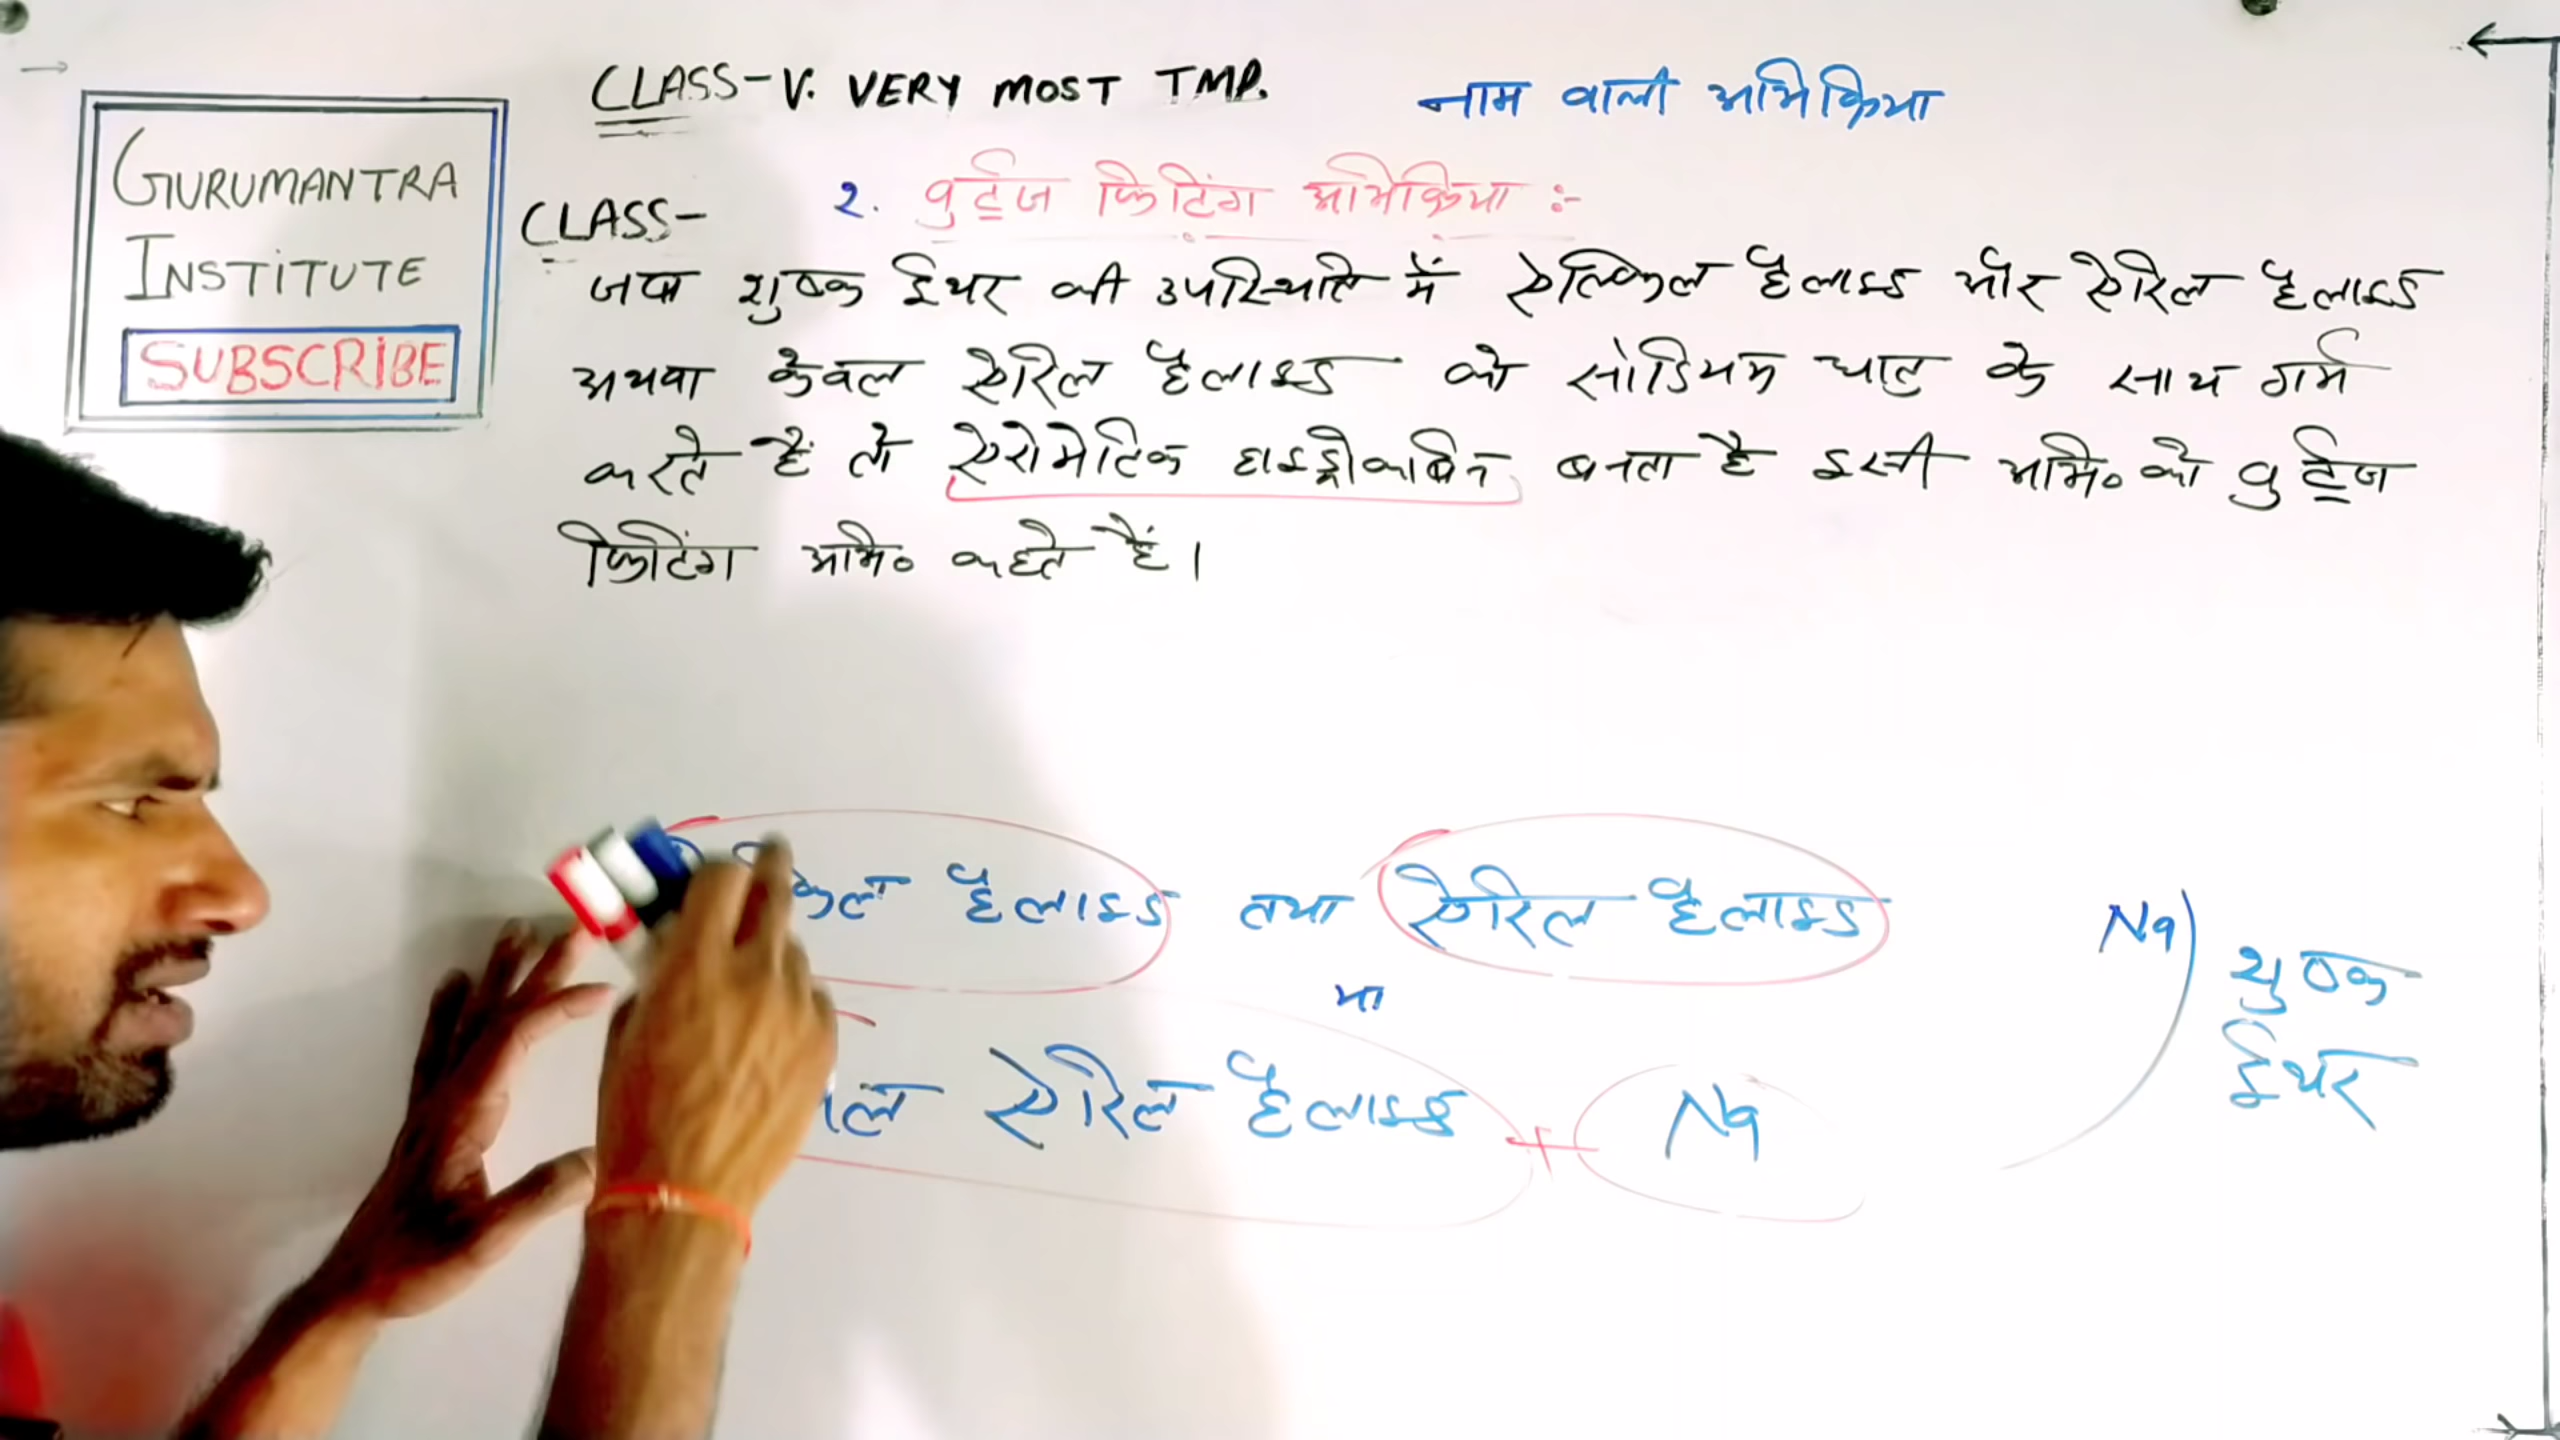 CLASS-V. VERY MOST IMP.
नाम वाली अभिक्रिया
GURUMANTRA
INSTITUTE
SUBSCRIBE
CLASS-
2. वुर्ट्ज फिटिंग अभिक्रिया :-
जब शुष्क ईथर की उपस्थिति में ऐल्किल हैलाइड और ऐरिल हैलाइड
अथवा केवल ऐरिल हैलाइड को सोडियम धातु के साथ गर्म
करते हैं तो ऐरोमेटिक हाइड्रोकार्बन बनता है इसी अभि० को वुर्ट्ज
फिटिंग अभि० कहते हैं।
हैलाइड तथा ऐरिल हैलाइड
या
ऐरिल हैलाइड + Na
Na
शुष्क
ईथर